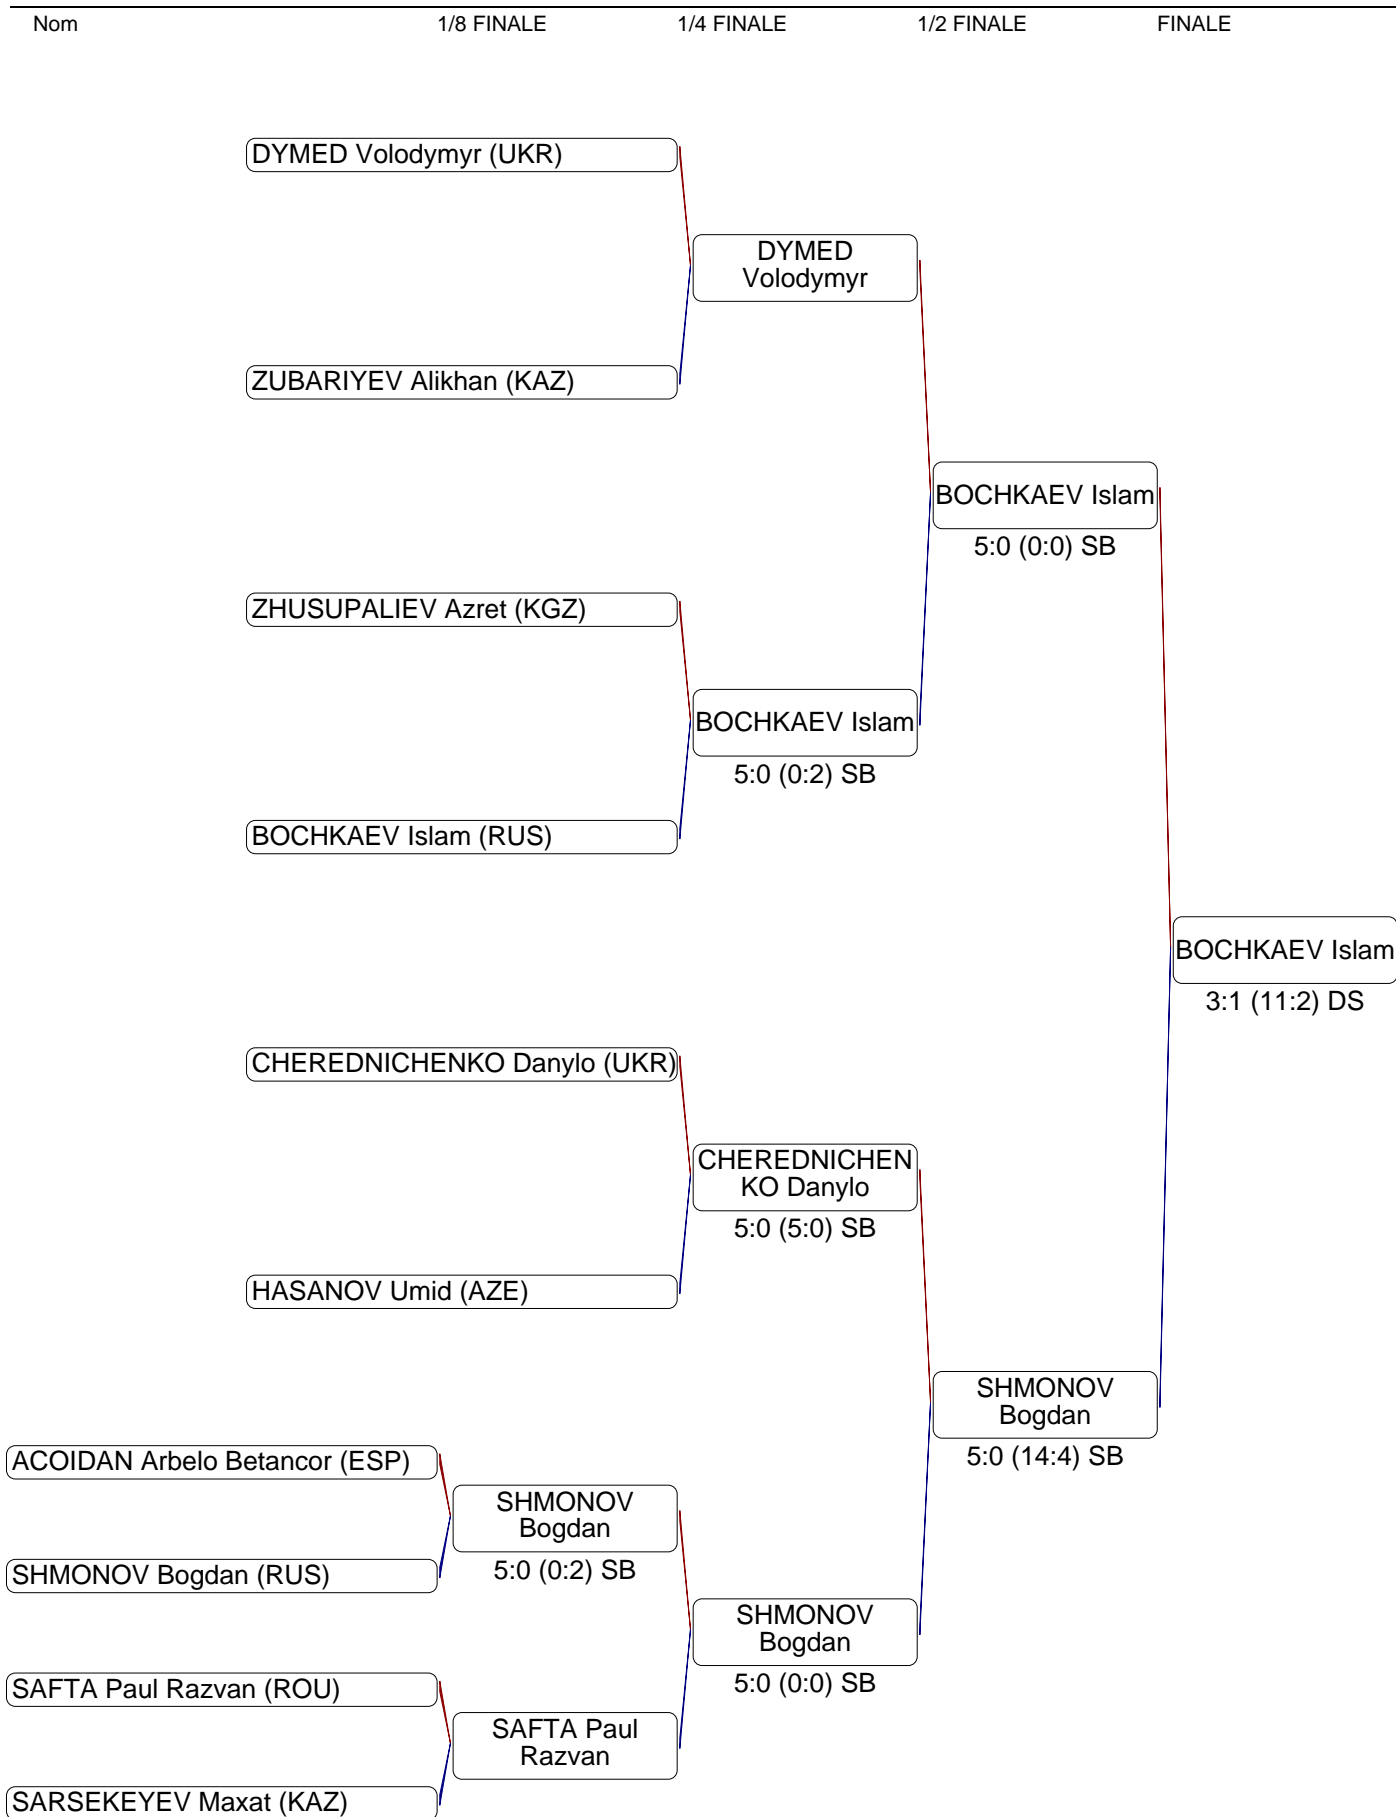 Nom 1/8 FINALE 1/4 FINALE 1/2 FINALE FINALE
DYMED Volodymyr (UKR)
DYMED
Volodymyr
ZUBARIYEV Alikhan (KAZ)
BOCHKAEV Islam
5:0 (0:0) SB
ZHUSUPALIEV Azret (KGZ)
BOCHKAEV Islam
5:0 (0:2) SB
BOCHKAEV Islam (RUS)
BOCHKAEV Islam
3:1 (11:2) DS
CHEREDNICHENKO Danylo (UKR)
CHEREDNICHEN
KO Danylo
5:0 (5:0) SB
HASANOV Umid (AZE)
SHMONOV
Bogdan
5:0 (14:4) SB
ACOIDAN Arbelo Betancor (ESP)
SHMONOV
Bogdan
5:0 (0:2) SB
SHMONOV Bogdan (RUS)
SHMONOV
Bogdan
5:0 (0:0) SB
SAFTA Paul Razvan (ROU)
SAFTA Paul
Razvan
SARSEKEYEV Maxat (KAZ)